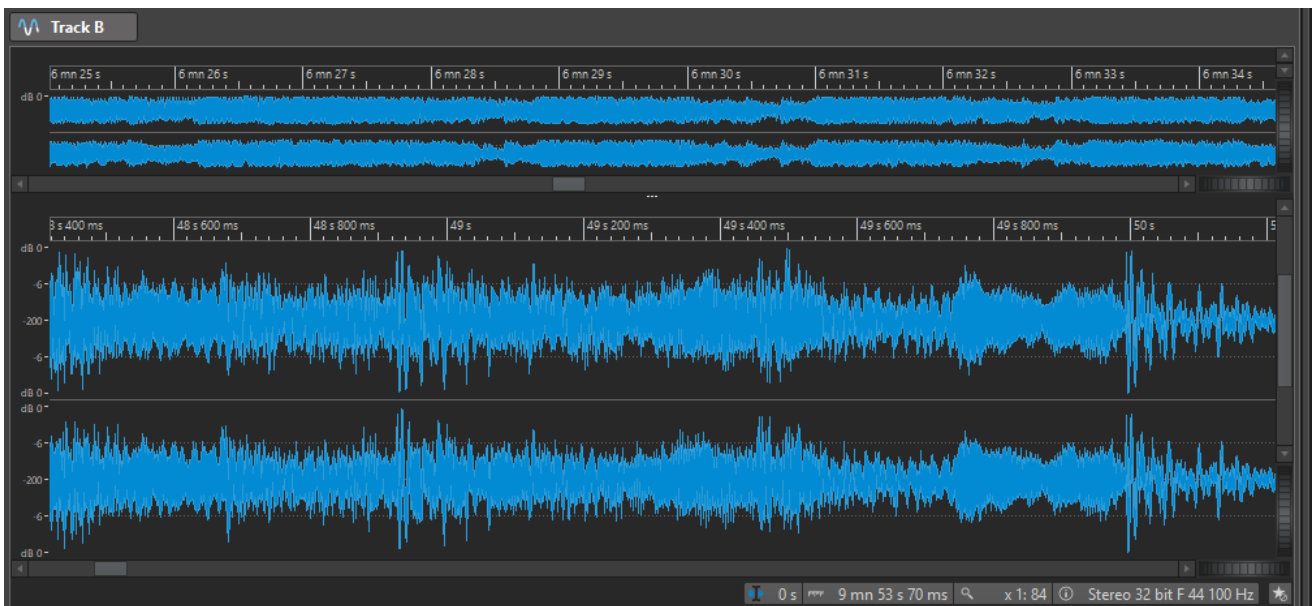 Track B
6 mn 25 s 6 mn 26 s 6 mn 27 s 6 mn 28 s 6 mn 29 s 6 mn 30 s 6 mn 31 s 6 mn 32 s 6 mn 33 s 6 mn 34 s
dB 0
3 s 400 ms 48 s 600 ms 48 s 800 ms 49 s 49 s 200 ms 49 s 400 ms 49 s 600 ms 49 s 800 ms 50 s 5
dB 0
-6
-200
-6
dB 0
dB 0
-6
-200
-6
dB 0
0 s 9 mn 53 s 70 ms x 1: 84 Stereo 32 bit F 44 100 Hz